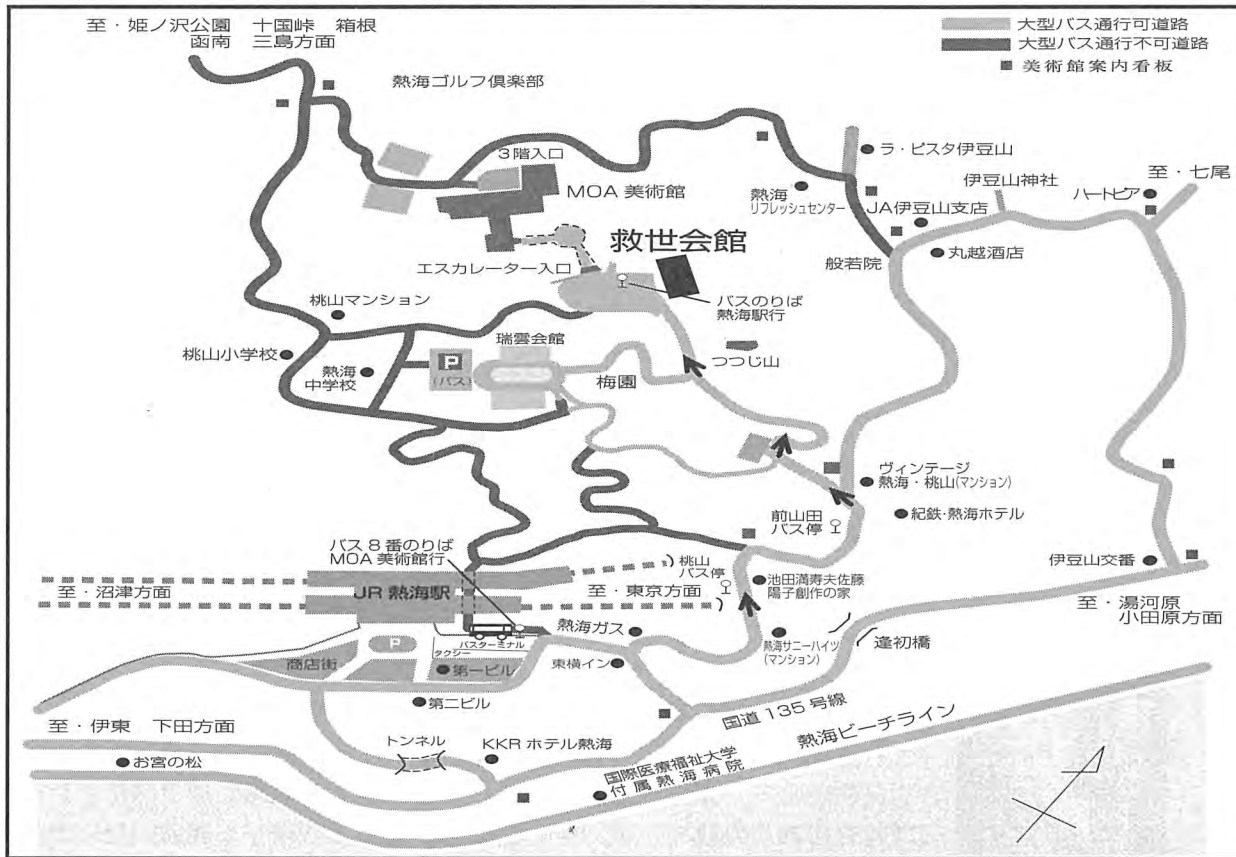 至・姫ノ沢公園 十国峠 箱根
函南 三島方面
大型バス通行可道路
大型バス通行不可道路
美術館案内看板
熱海ゴルフ倶楽部
3階入口
MOA美術館
ラ・ビスタ伊豆山
伊豆山神社
ハートピア
至・七尾
熱海
リフレッシュセンター
JA伊豆山支店
救世会館
エスカレーター入口
般若院
丸越酒店
バスのりば
熱海駅行
桃山マンション
瑞雲会館
つつじ山
桃山小学校
熱海
中学校
P
(バス)
梅園
ヴィンテージ
熱海・桃山(マンション)
前山田
バス停
紀鉄・熱海ホテル
バス8番のりば
MOA美術館行
桃山
バス停
伊豆山交番
至・沼津方面
JR熱海駅
至・東京方面
池田満寿夫佐藤
陽子創作の家
至・湯河原
小田原方面
熱海ガス
バスターミナル
タクシー
P
商店街
第一ビル
東横イン
熱海サニーハイツ
(マンション)
逢初橋
第二ビル
国道135号線
至・伊東 下田方面
トンネル
KKRホテル熱海
熱海ビーチライン
お宮の松
国際医療福祉大学
付属熱海病院